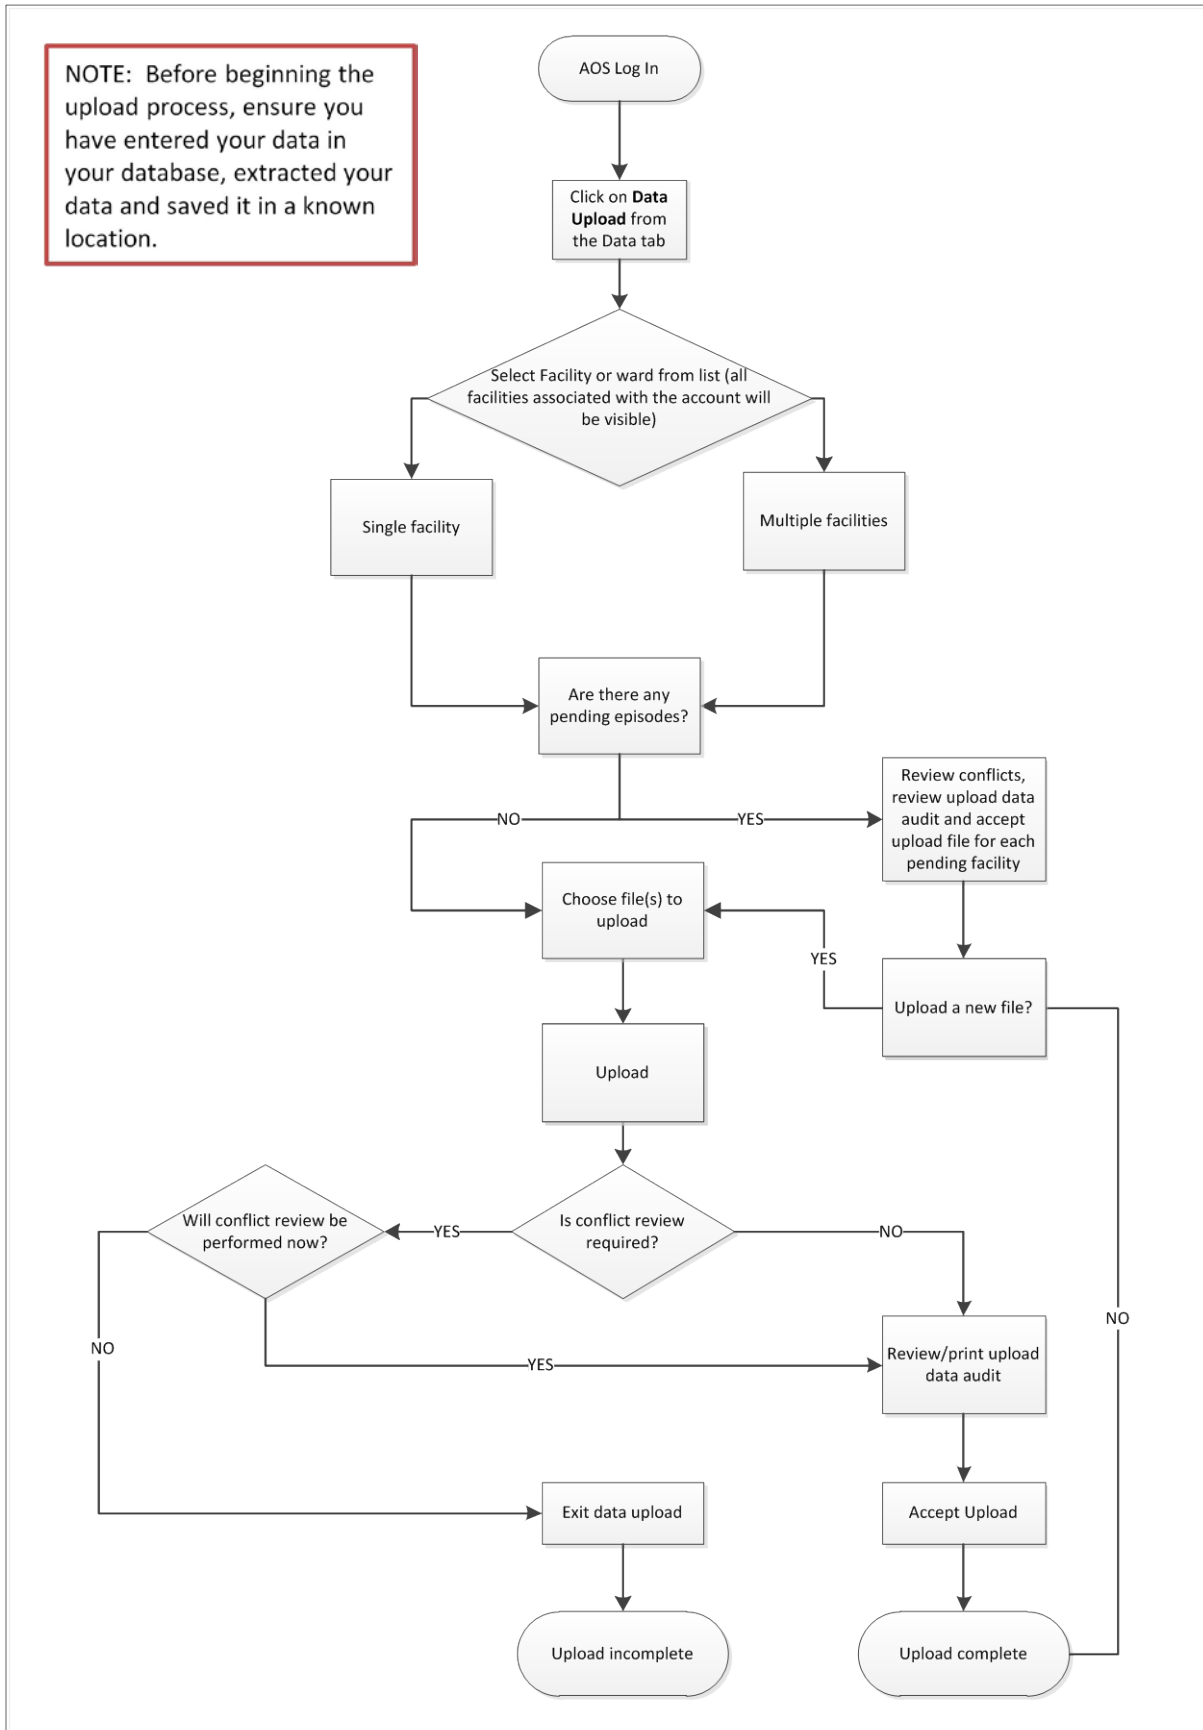 NOTE:  Before beginning the
upload process, ensure you
have entered your data in
your database, extracted your
data and saved it in a known
location.
AOS Log In
Click on Data
Upload from
the Data tab
Select Facility or ward from list (all
facilities associated with the account will
be visible)
Single facility
Multiple facilities
Are there any
pending episodes?
NO
YES
Review conflicts,
review upload data
audit and accept
upload file for each
pending facility
Choose file(s) to
upload
YES
Upload a new file?
Upload
Will conflict review be
performed now?
YES
Is conflict review
required?
NO
NO
NO
YES
Review/print upload
data audit
Exit data upload
Accept Upload
Upload incomplete
Upload complete